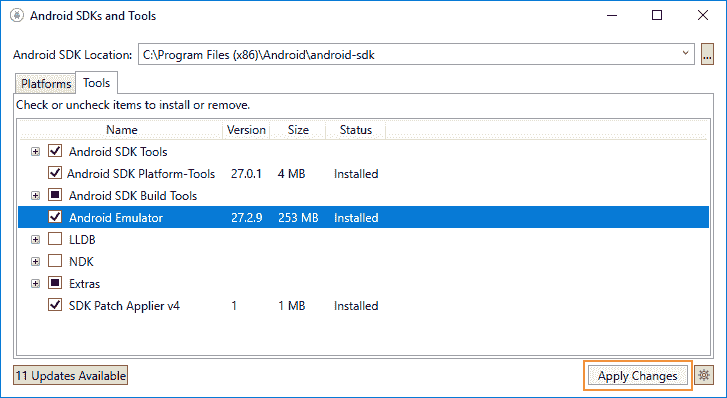 Android SDKs and Tools
Android SDK Location: C:\Program Files (x86)\Android\android-sdk ...
Platforms Tools
Check or uncheck items to install or remove.
Name Version Size Status
Android SDK Tools
Android SDK Platform-Tools 27.0.1 4 MB Installed
Android SDK Build Tools
Android Emulator 27.2.9 253 MB Installed
LLDB
NDK
Extras
SDK Patch Applier v4 1 1 MB Installed
11 Updates Available Apply Changes